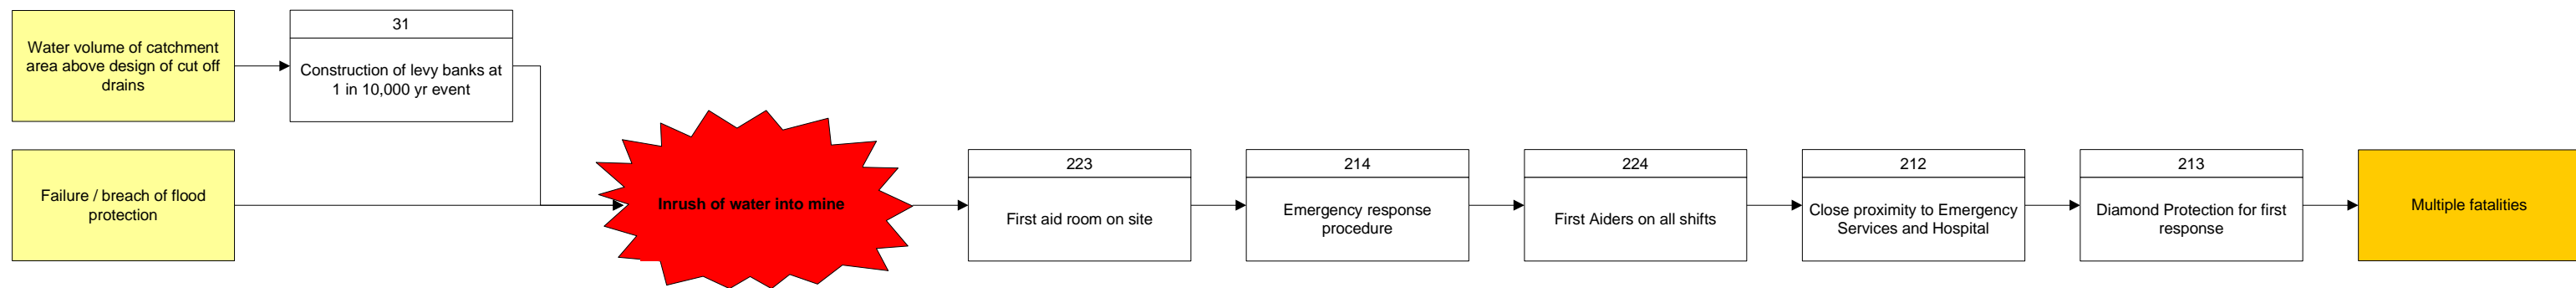 Water volume of catchment
area above design of cut off
drains
31
Construction of levy banks at
1 in 10,000 yr event
Failure / breach of flood
protection
Inrush of water into mine
223
First aid room on site
214
Emergency response
procedure
224
First Aiders on all shifts
212
Close proximity to Emergency
Services and Hospital
213
Diamond Protection for first
response
Multiple fatalities